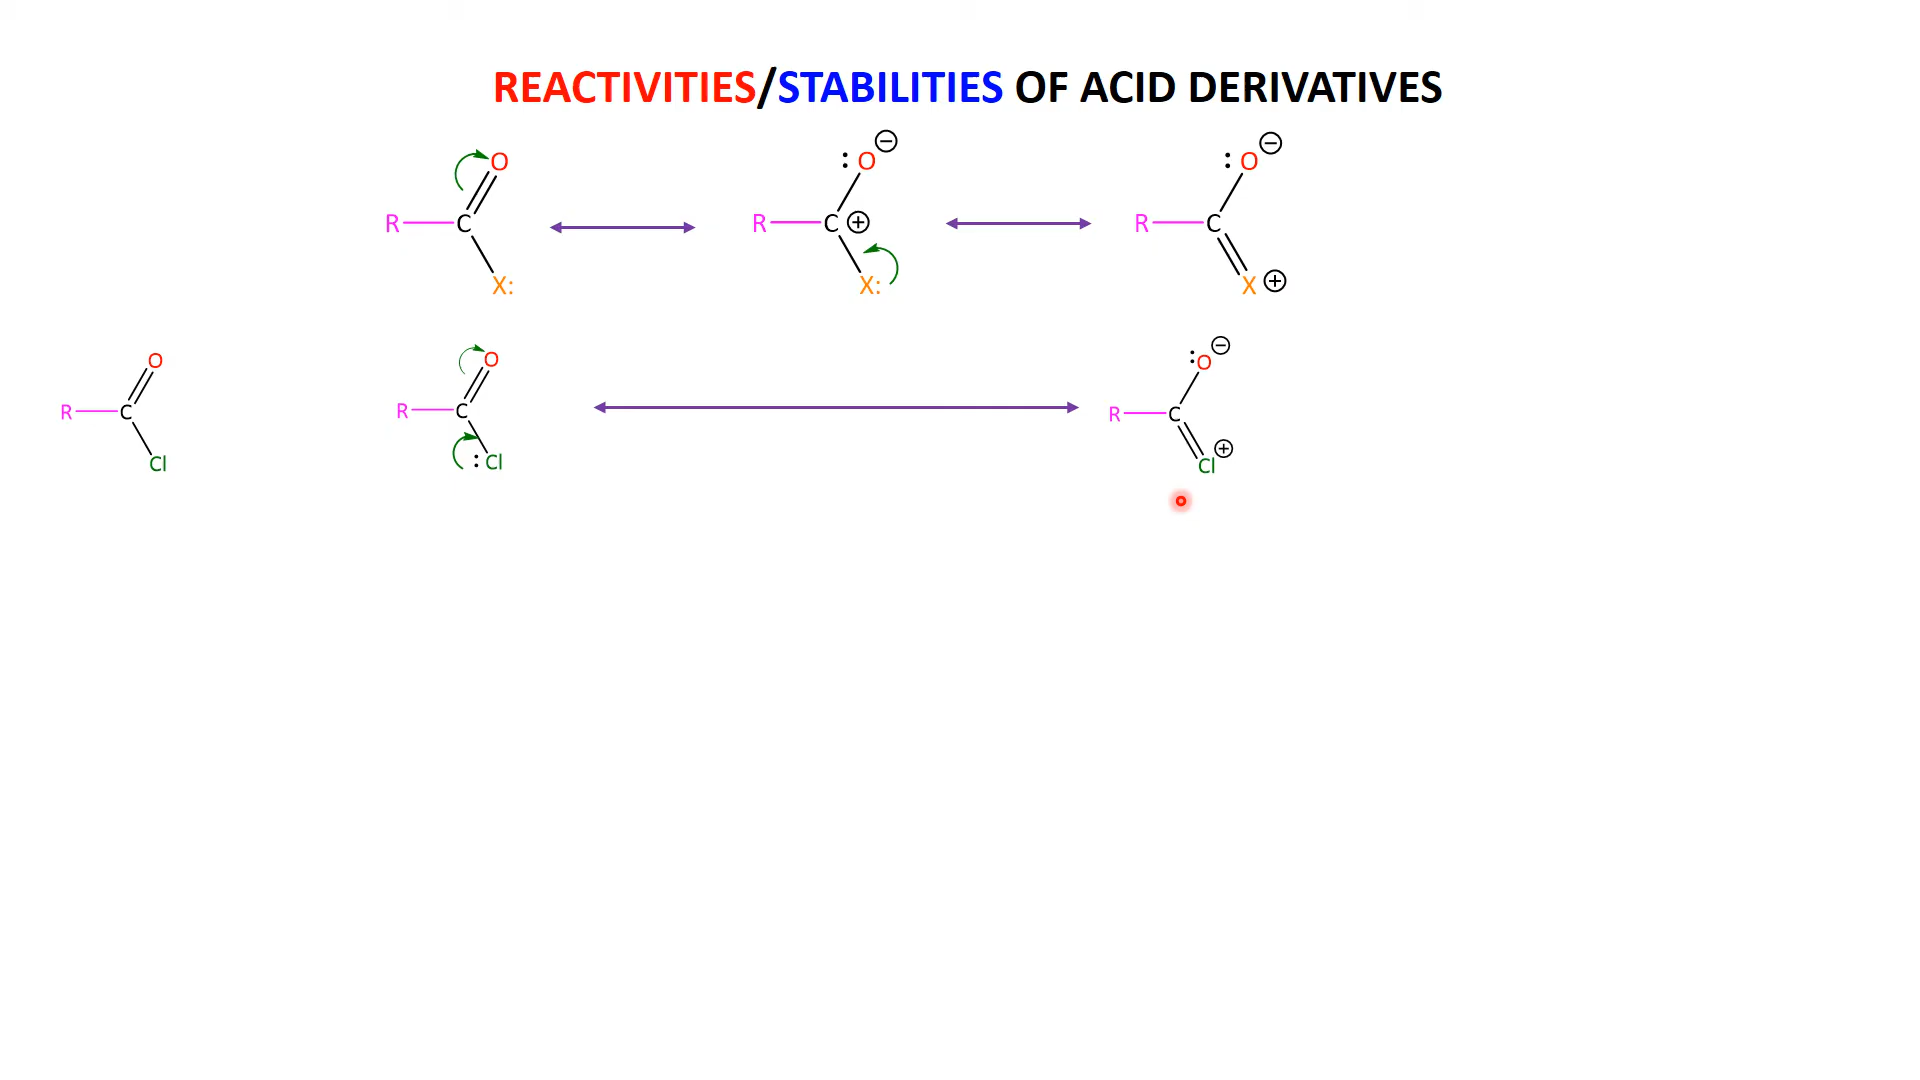 REACTIVITIES/STABILITIES OF ACID DERIVATIVES
O
R C
X:
:O ⊖
R C ⊕
X:
:O ⊖
R C
X ⊕
O
R C
Cl
O
R C
:Cl
:O ⊖
R C
Cl ⊕